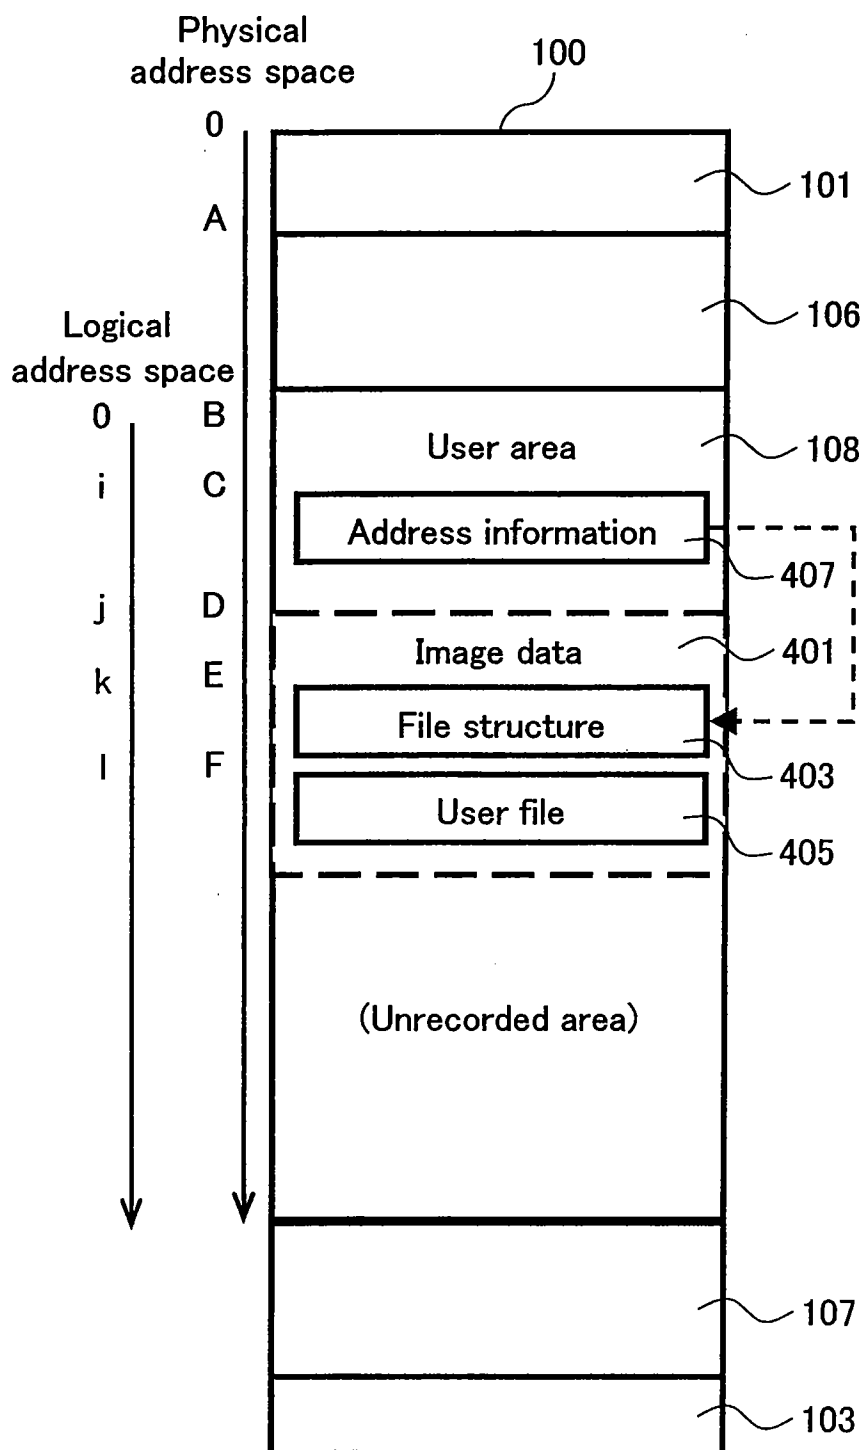 Physical
address space
100
0
101
A
106
Logical
address space
0
B
User area
108
i
C
Address information
407
j
D
Image data
401
k
E
File structure
403
l
F
User file
405
(Unrecorded area)
107
103